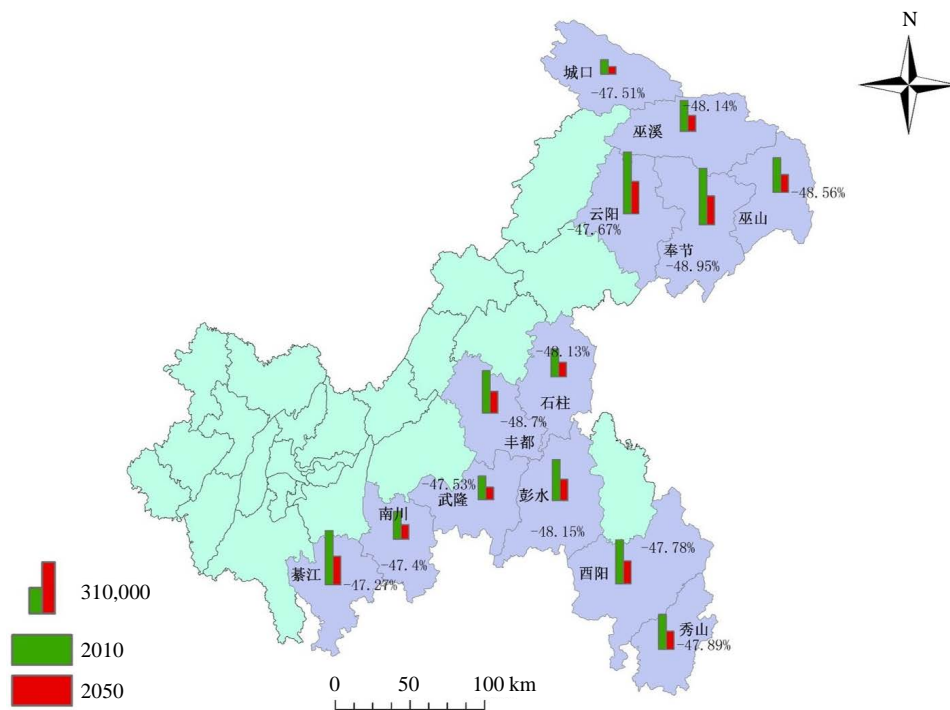 N
城口
-47.51%
-48.14%
巫溪
-48.56%
云阳
巫山
-47.67%
奉节
-48.95%
-48.13%
石柱
-48.7%
丰都
-47.53%
武隆
彭水
南川
-48.15%
-47.78%
-47.4%
綦江
酉阳
-47.27%
310,000
秀山
-47.89%
2010
2050
0 50 100 km